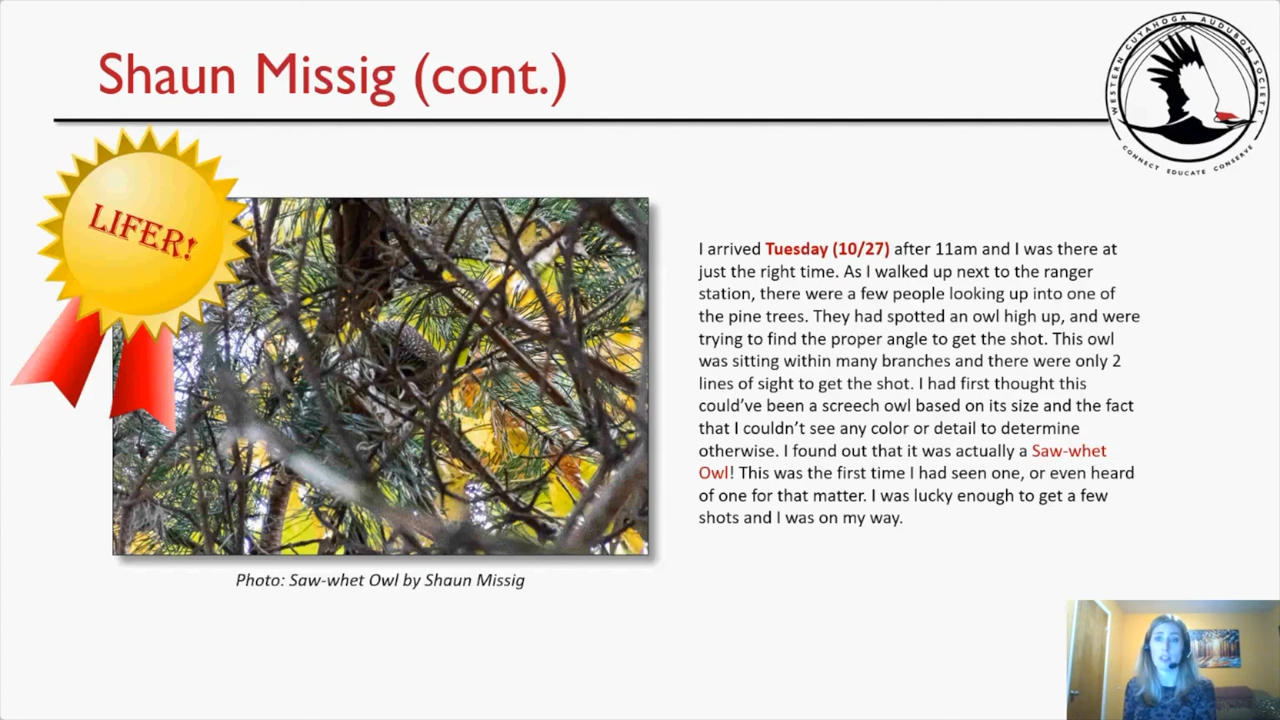 Shaun Missig (cont.)
WESTERN CUYAHOGA AUDUBON SOCIETY
CONNECT EDUCATE CONSERVE
LIFER!
I arrived Tuesday (10/27) after 11am and I was there at
just the right time. As I walked up next to the ranger
station, there were a few people looking up into one of
the pine trees. They had spotted an owl high up, and were
trying to find the proper angle to get the shot. This owl
was sitting within many branches and there were only 2
lines of sight to get the shot. I had first thought this
could’ve been a screech owl based on its size and the fact
that I couldn’t see any color or detail to determine
otherwise. I found out that it was actually a Saw-whet
Owl! This was the first time I had seen one, or even heard
of one for that matter. I was lucky enough to get a few
shots and I was on my way.
Photo: Saw-whet Owl by Shaun Missig